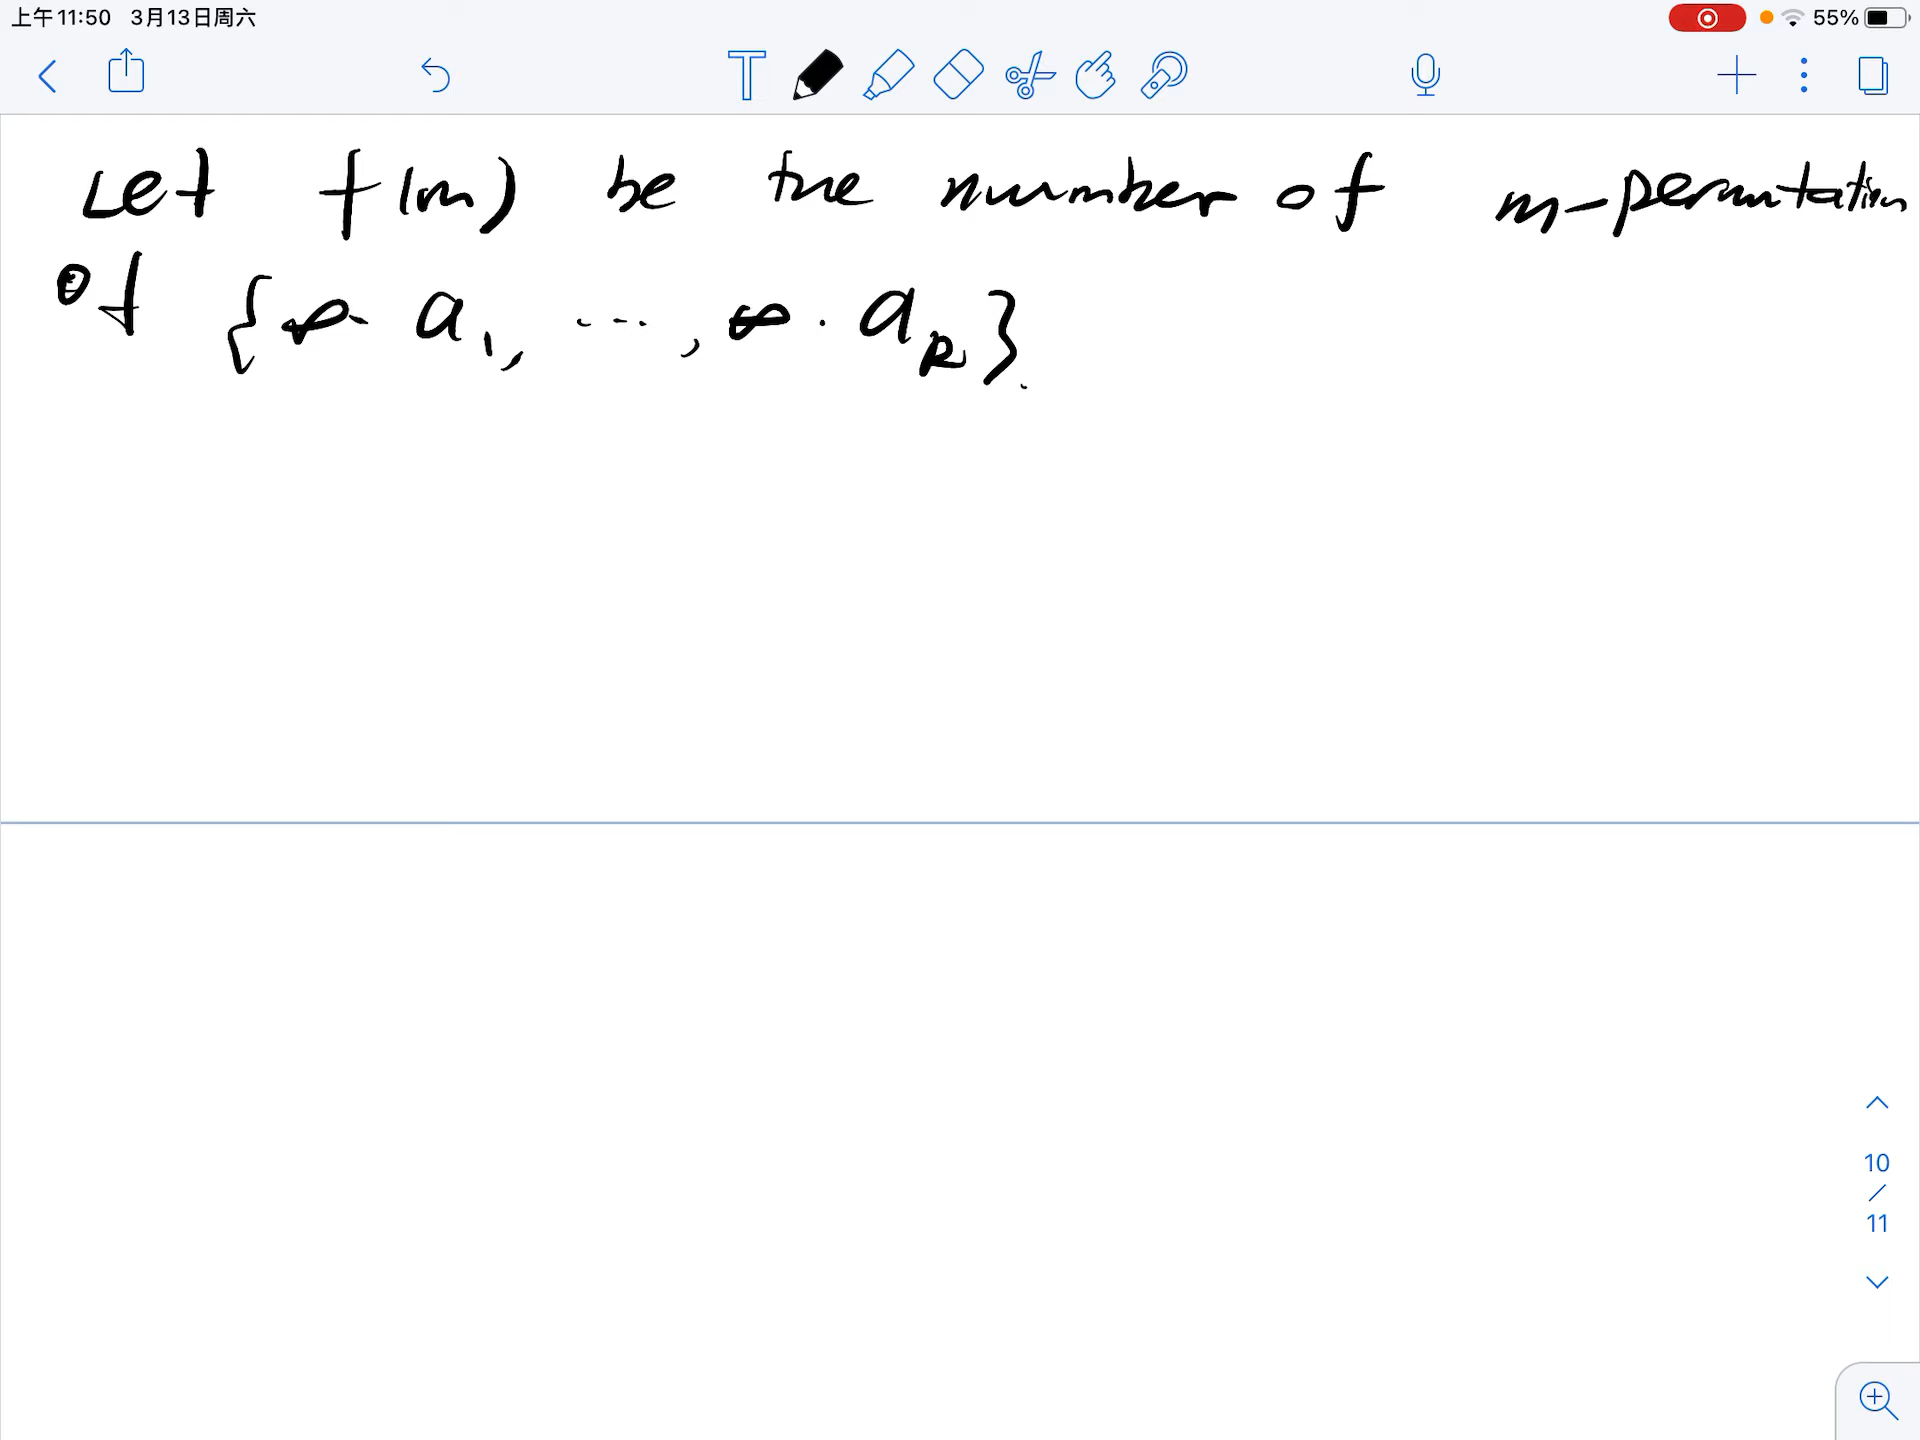 上午11:50 3月13日周六 55%
Let f(m) be the number of m-permutation
of {∞· a₁, ..., ∞· aₖ}.
10
/
11